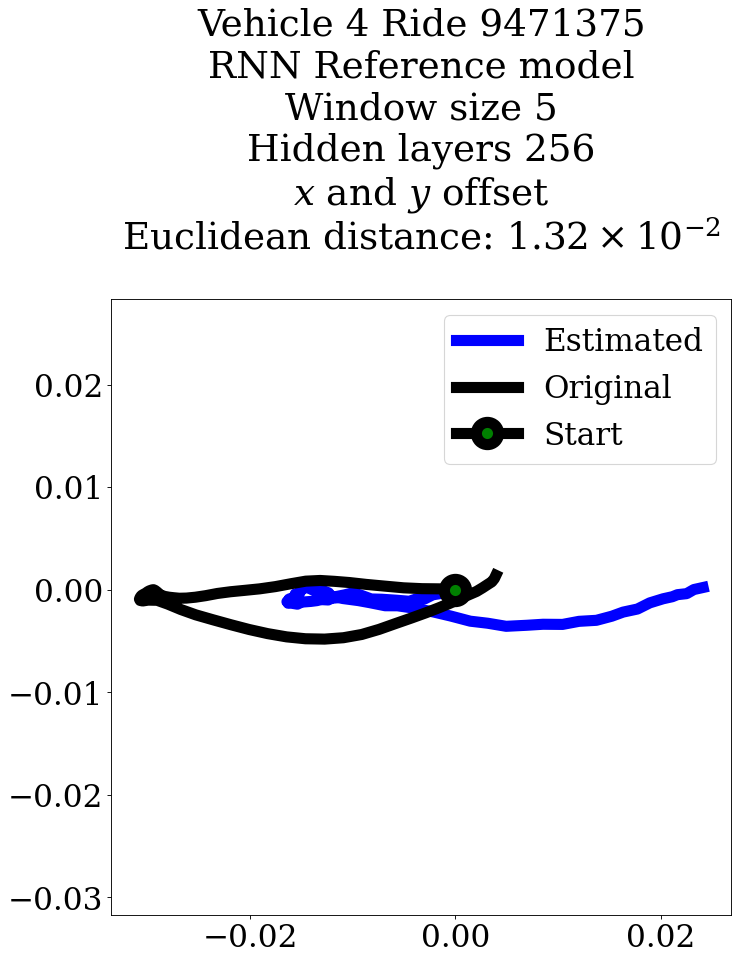 Vehicle 4 Ride 9471375
RNN Reference model
Window size 5
Hidden layers 256
x and y offset
Euclidean distance: 1.32 × 10⁻²
Estimated
Original
Start
0.02
0.01
0.00
−0.01
−0.02
−0.03
−0.02 0.00 0.02